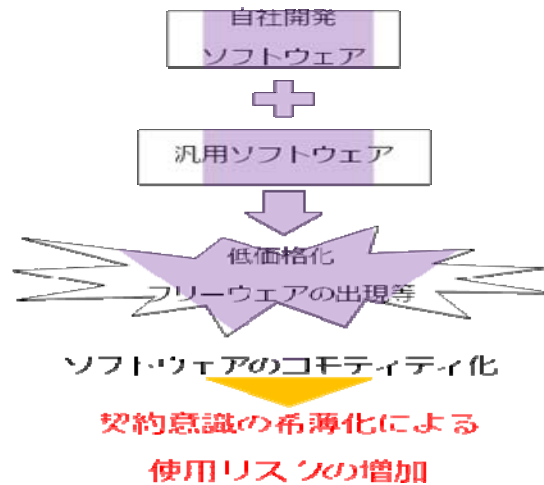 自社開発
ソフトウェア
汎用ソフトウェア
低価格化
フリーウェアの出現等
ソフトウェアのコモディティ化
契約意識の希薄化による
使用リスクの増加